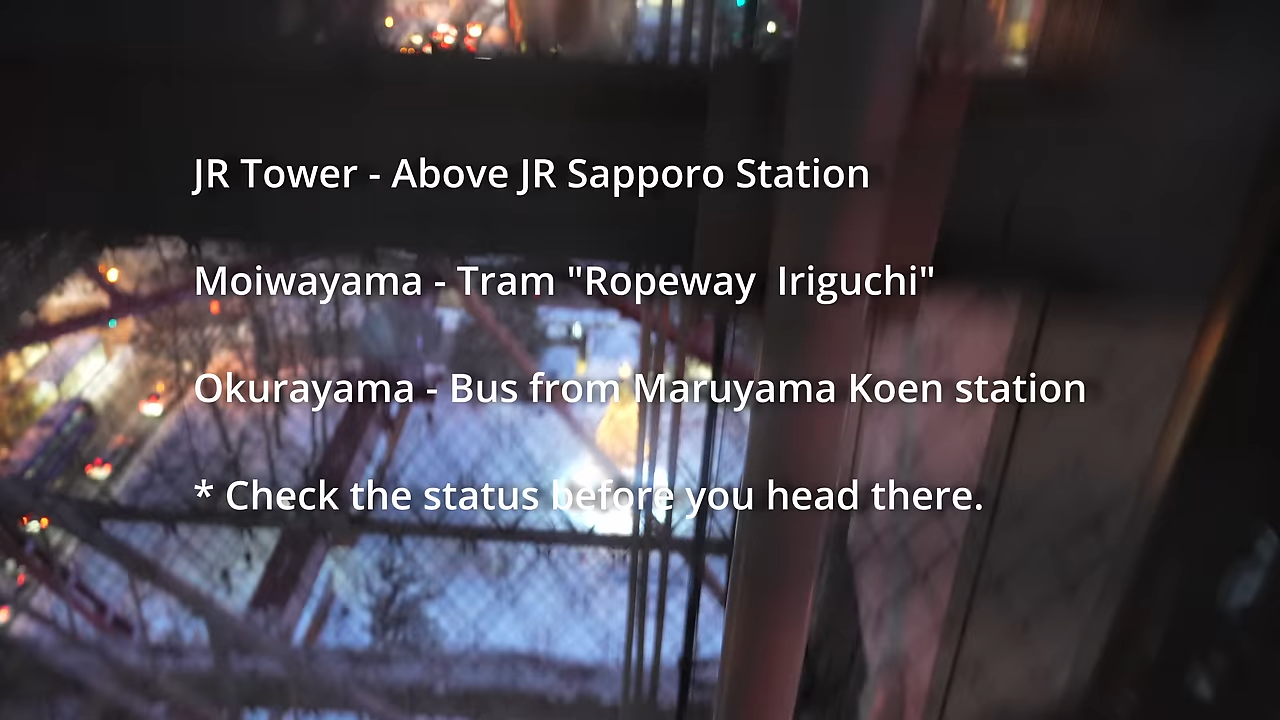 JR Tower - Above JR Sapporo Station
Moiwayama - Tram "Ropeway  Iriguchi"
Okurayama - Bus from Maruyama Koen station
* Check the status before you head there.